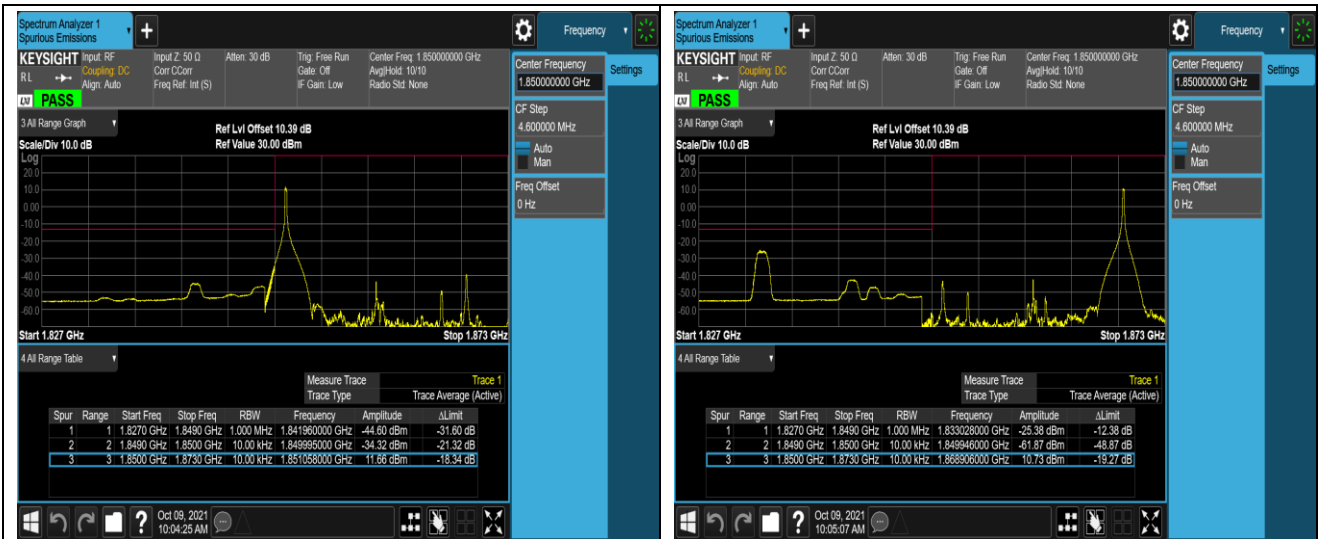 Spectrum Analyzer 1
Spurious Emissions
+
Frequency
KEYSIGHT
Input: RF
Coupling: DC
Align: Auto
Input Z: 50 Ω
Corr CCorr
Freq Ref: Int (S)
Atten: 30 dB
Trig: Free Run
Gate: Off
IF Gain: Low
Center Freq: 1.850000000 GHz
Avg|Hold: 10/10
Radio Std: None
R L
LXI
PASS
Center Frequency
1.850000000 GHz
Settings
CF Step
4.600000 MHz
Auto
Man
Freq Offset
0 Hz
3 All Range Graph
Ref Lvl Offset 10.39 dB
Scale/Div 10.0 dB
Ref Value 30.00 dBm
Log
20.0
10.0
0.00
-10.0
-20.0
-30.0
-40.0
-50.0
-60.0
Start 1.827 GHz
Stop 1.873 GHz
4 All Range Table
Measure Trace Trace 1
Trace Type Trace Average (Active)
Spur Range Start Freq Stop Freq RBW Frequency Amplitude ΔLimit
1 1 1.8270 GHz 1.8490 GHz 1.000 MHz 1.841960000 GHz -44.60 dBm -31.60 dB
2 2 1.8490 GHz 1.8500 GHz 10.00 kHz 1.849995000 GHz -34.32 dBm -21.32 dB
3 3 1.8500 GHz 1.8730 GHz 10.00 kHz 1.851058000 GHz 11.66 dBm -18.34 dB
?
Oct 09, 2021
10:04:25 AM
Spectrum Analyzer 1
Spurious Emissions
+
Frequency
KEYSIGHT
Input: RF
Coupling: DC
Align: Auto
Input Z: 50 Ω
Corr CCorr
Freq Ref: Int (S)
Atten: 30 dB
Trig: Free Run
Gate: Off
IF Gain: Low
Center Freq: 1.850000000 GHz
Avg|Hold: 10/10
Radio Std: None
R L
LXI
PASS
Center Frequency
1.850000000 GHz
Settings
CF Step
4.600000 MHz
Auto
Man
Freq Offset
0 Hz
3 All Range Graph
Ref Lvl Offset 10.39 dB
Scale/Div 10.0 dB
Ref Value 30.00 dBm
Log
20.0
10.0
0.00
-10.0
-20.0
-30.0
-40.0
-50.0
-60.0
Start 1.827 GHz
Stop 1.873 GHz
4 All Range Table
Measure Trace Trace 1
Trace Type Trace Average (Active)
Spur Range Start Freq Stop Freq RBW Frequency Amplitude ΔLimit
1 1 1.8270 GHz 1.8490 GHz 1.000 MHz 1.833028000 GHz -25.38 dBm -12.38 dB
2 2 1.8490 GHz 1.8500 GHz 10.00 kHz 1.849946000 GHz -61.87 dBm -48.87 dB
3 3 1.8500 GHz 1.8730 GHz 10.00 kHz 1.868906000 GHz 10.73 dBm -19.27 dB
?
Oct 09, 2021
10:05:07 AM